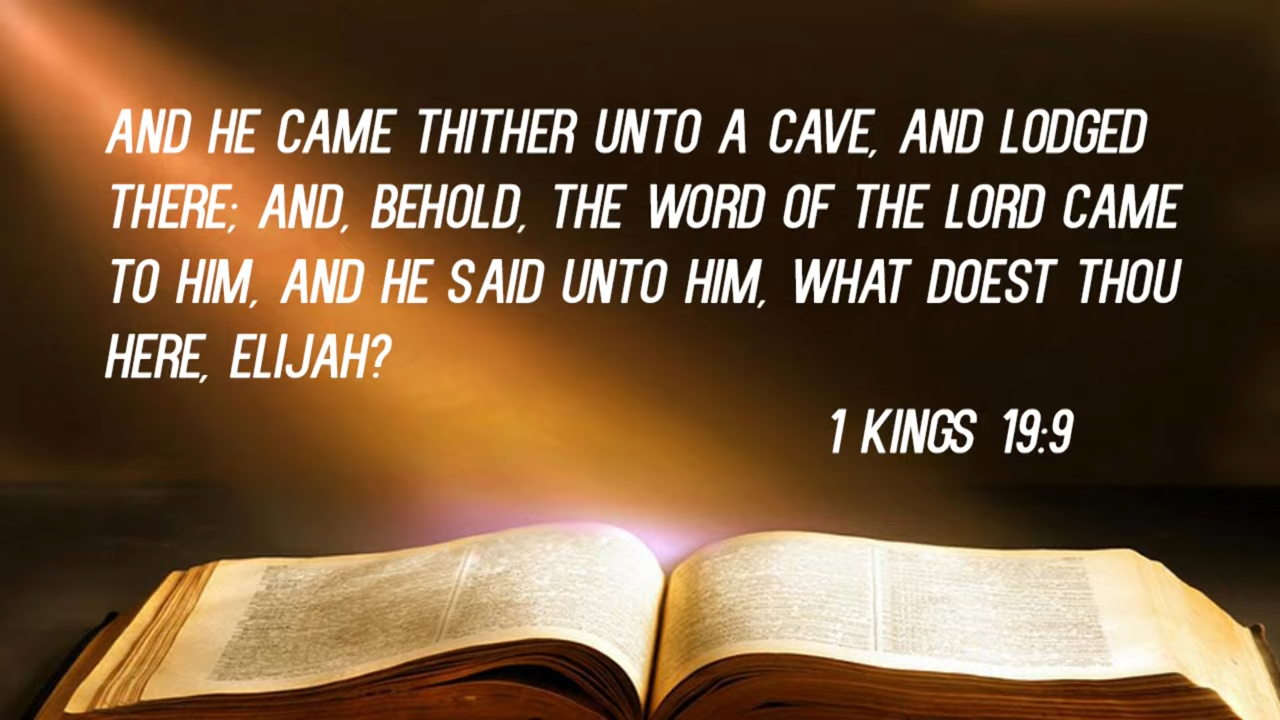 AND HE CAME THITHER UNTO A CAVE, AND LODGED
THERE; AND, BEHOLD, THE WORD OF THE LORD CAME
TO HIM, AND HE SAID UNTO HIM, WHAT DOEST THOU
HERE, ELIJAH?
1 KINGS 19:9